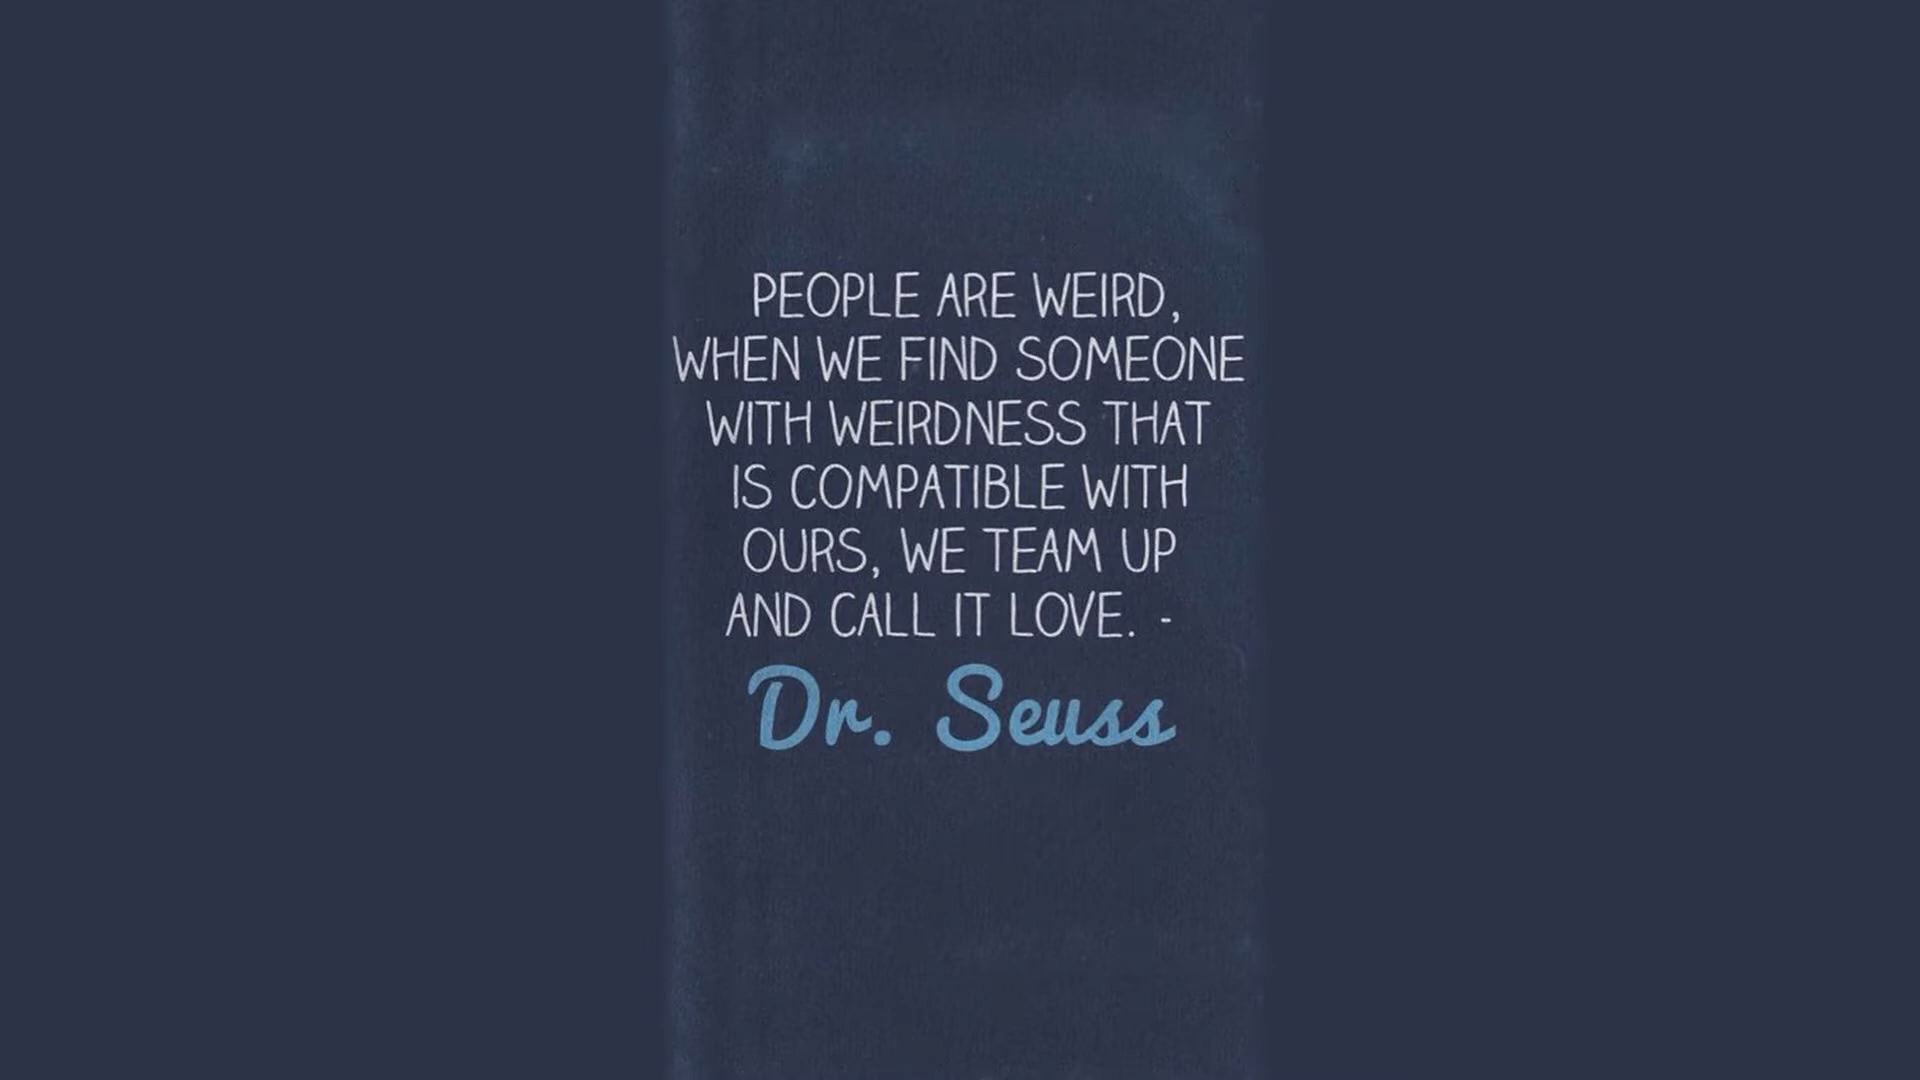 PEOPLE ARE WEIRD,
WHEN WE FIND SOMEONE
WITH WEIRDNESS THAT
IS COMPATIBLE WITH
OURS, WE TEAM UP
AND CALL IT LOVE. -
Dr. Seuss